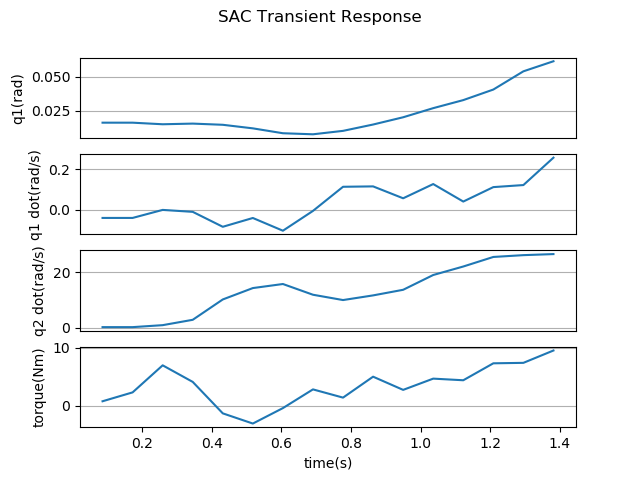 SAC Transient Response
q1(rad)
0.050
0.025
q1 dot(rad/s)
0.2
0.0
q2 dot(rad/s)
20
0
torque(Nm)
10
0
0.2 0.4 0.6 0.8 1.0 1.2 1.4
time(s)